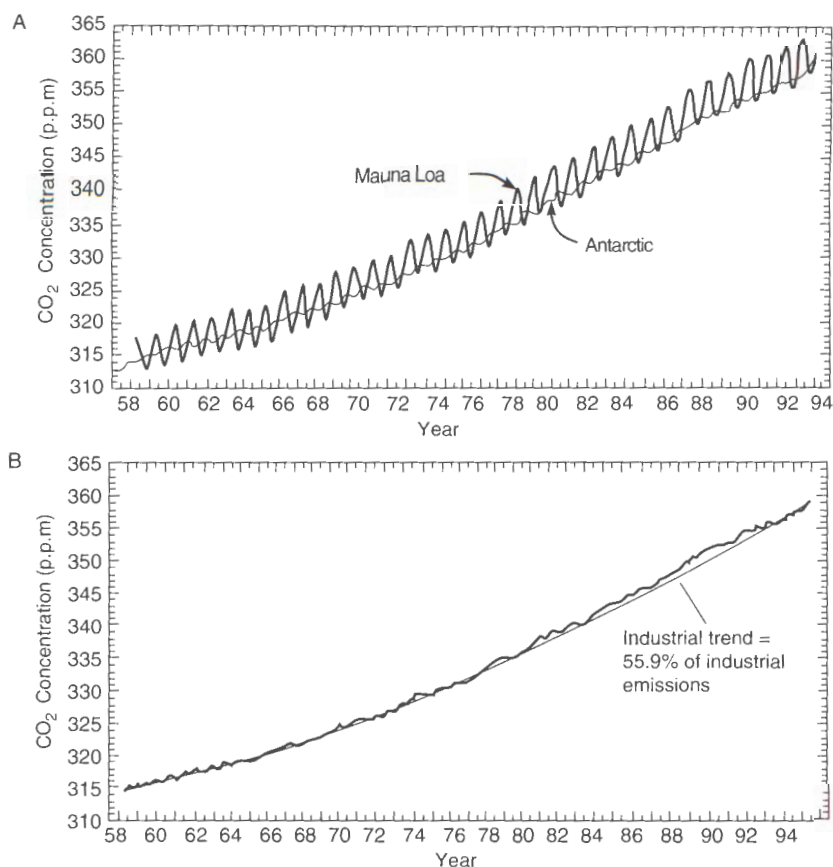 A
365
360
355
350
345
340
335
330
325
320
315
310
CO₂ Concentration (p.p.m)
Mauna Loa
Antarctic
58 60 62 64 66 68 70 72 74 76 78 80 82 84 86 88 90 92 94
Year
B
365
360
355
350
345
340
335
330
325
320
315
310
CO₂ Concentration (p.p.m)
Industrial trend =
55.9% of industrial
emissions
58 60 62 64 66 68 70 72 74 76 78 80 82 84 86 88 90 92 94
Year